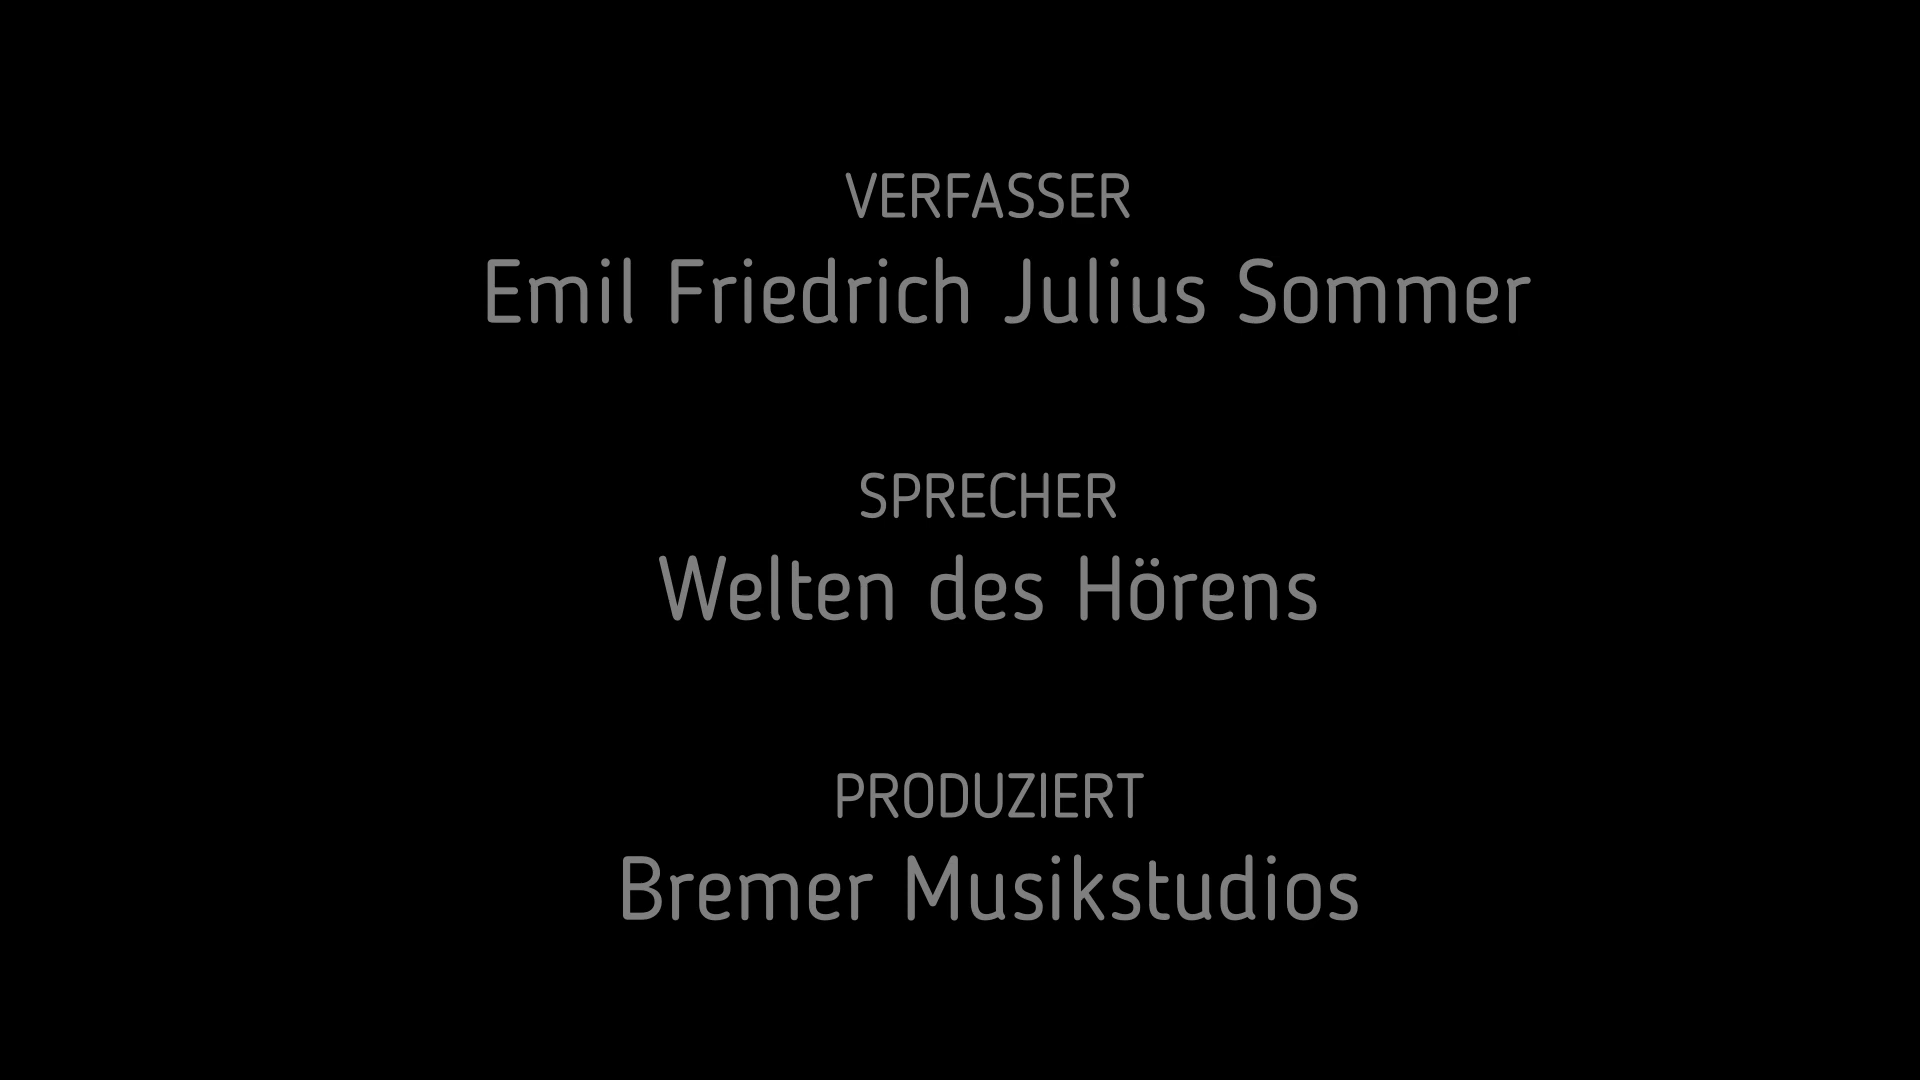 VERFASSER
Emil Friedrich Julius Sommer
SPRECHER
Welten des Hörens
PRODUZIERT
Bremer Musikstudios